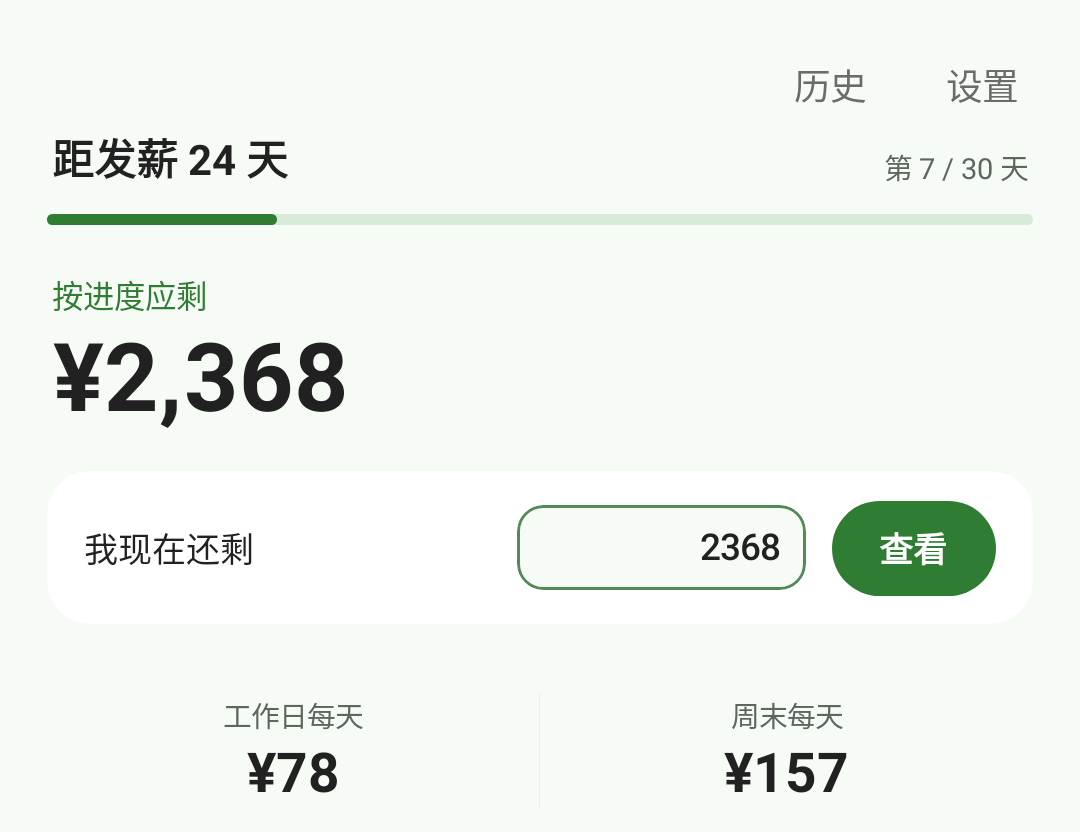 历史 设置
距发薪 24 天 第 7 / 30 天
按进度应剩
¥2,368
我现在还剩 2368 查看
工作日每天 周末每天
¥78 ¥157